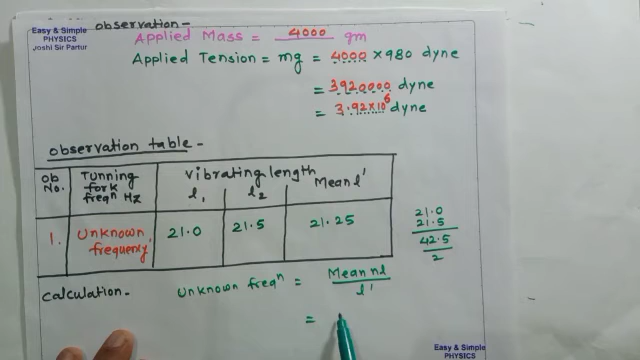 Easy & Simple
PHYSICS
Joshi Sir Partur
observation -
Applied Mass = 4000 gm
Applied Tension = mg = 4000 × 980 dyne
= 3920000 dyne
= 3.92×10⁶ dyne
observation table -
ob No. Tunning fork freqⁿ Hz vibrating length
l₁ l₂ Mean l'
1. Unknown frequency 21.0 21.5 21.25
21.0
21.5
42.5
2
calculation - Unknown freqⁿ = Mean nl / l'
=
Easy & Simple
PHYSICS